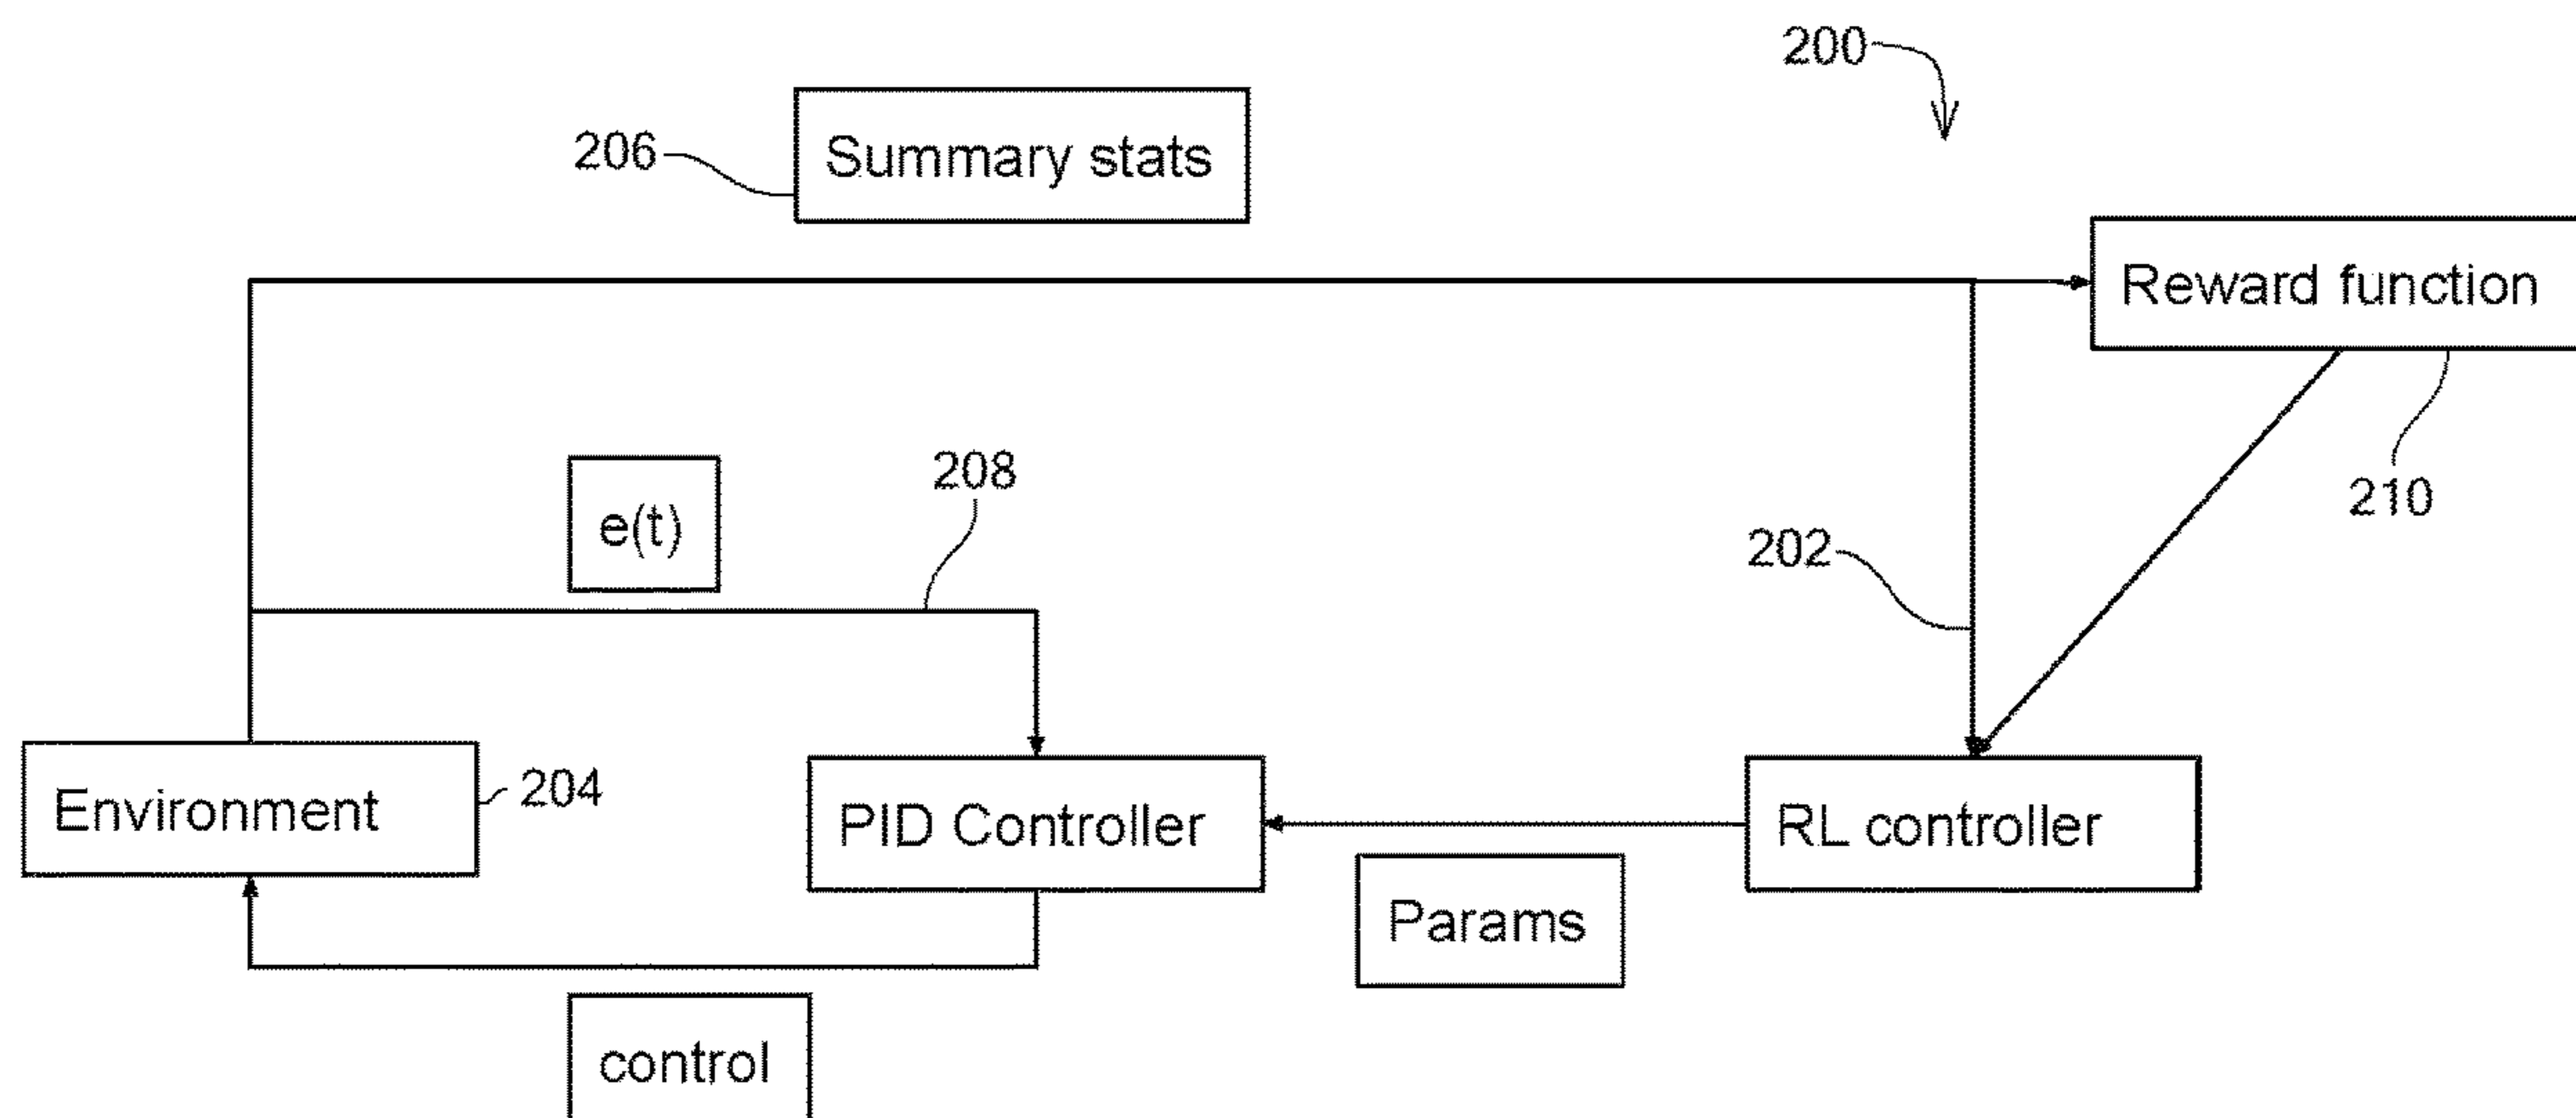 200
206
Summary stats
Reward function
e(t)
208
210
202
Environment
204
PID Controller
RL controller
Params
control